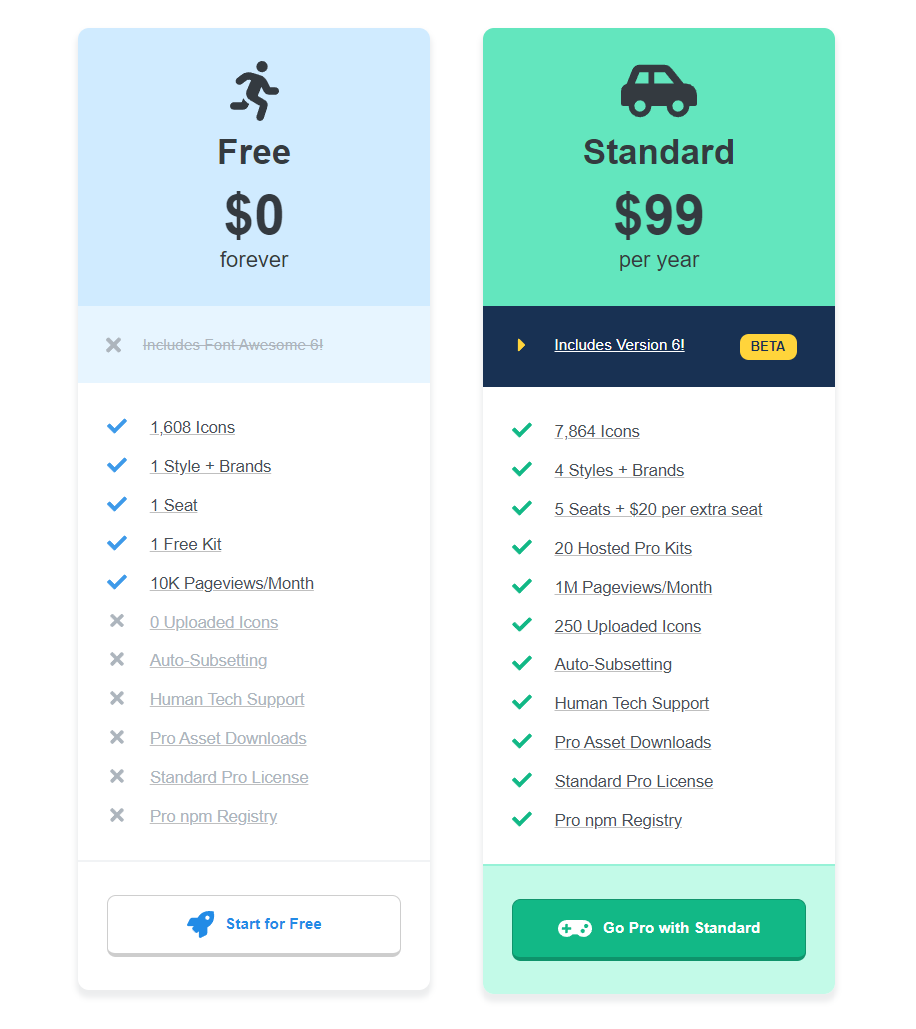 Free
$0
forever
Includes Font Awesome 6!
1,608 Icons
1 Style + Brands
1 Seat
1 Free Kit
10K Pageviews/Month
0 Uploaded Icons
Auto-Subsetting
Human Tech Support
Pro Asset Downloads
Standard Pro License
Pro npm Registry
Start for Free
Standard
$99
per year
Includes Version 6! BETA
7,864 Icons
4 Styles + Brands
5 Seats + $20 per extra seat
20 Hosted Pro Kits
1M Pageviews/Month
250 Uploaded Icons
Auto-Subsetting
Human Tech Support
Pro Asset Downloads
Standard Pro License
Pro npm Registry
Go Pro with Standard